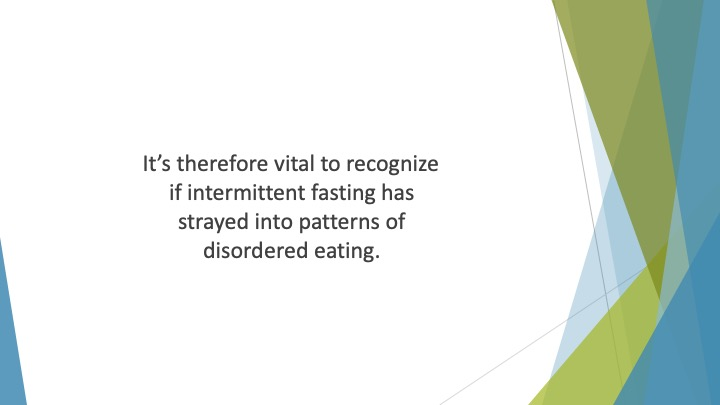 It’s therefore vital to recognize
if intermittent fasting has
strayed into patterns of
disordered eating.